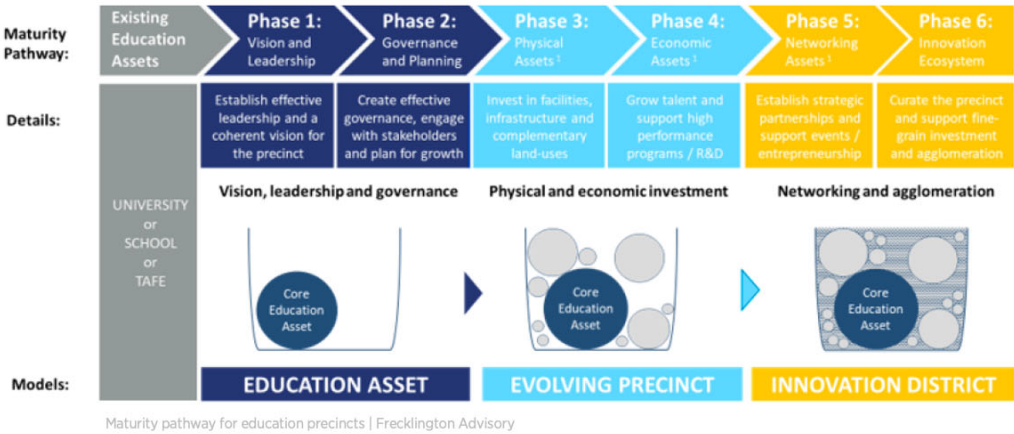 Maturity Pathway:
Existing Education Assets
Phase 1:
Vision and Leadership
Phase 2:
Governance and Planning
Phase 3:
Physical Assets ¹
Phase 4:
Economic Assets ¹
Phase 5:
Networking Assets ¹
Phase 6:
Innovation Ecosystem
Details:
Establish effective
leadership and a
coherent vision for
the precinct
Create effective
governance, engage
with stakeholders
and plan for growth
Invest in facilities,
infrastructure and
complementary
land-uses
Grow talent and
support high
performance
programs / R&D
Establish strategic
partnerships and
support events /
entrepreneurship
Curate the precinct
and support fine-
grain investment
and agglomeration
UNIVERSITY
or
SCHOOL
or
TAFE
Vision, leadership and governance
Physical and economic investment
Networking and agglomeration
Core
Education
Asset
Core
Education
Asset
Core
Education
Asset
Models:
EDUCATION ASSET
EVOLVING PRECINCT
INNOVATION DISTRICT
Maturity pathway for education precincts | Frecklington Advisory